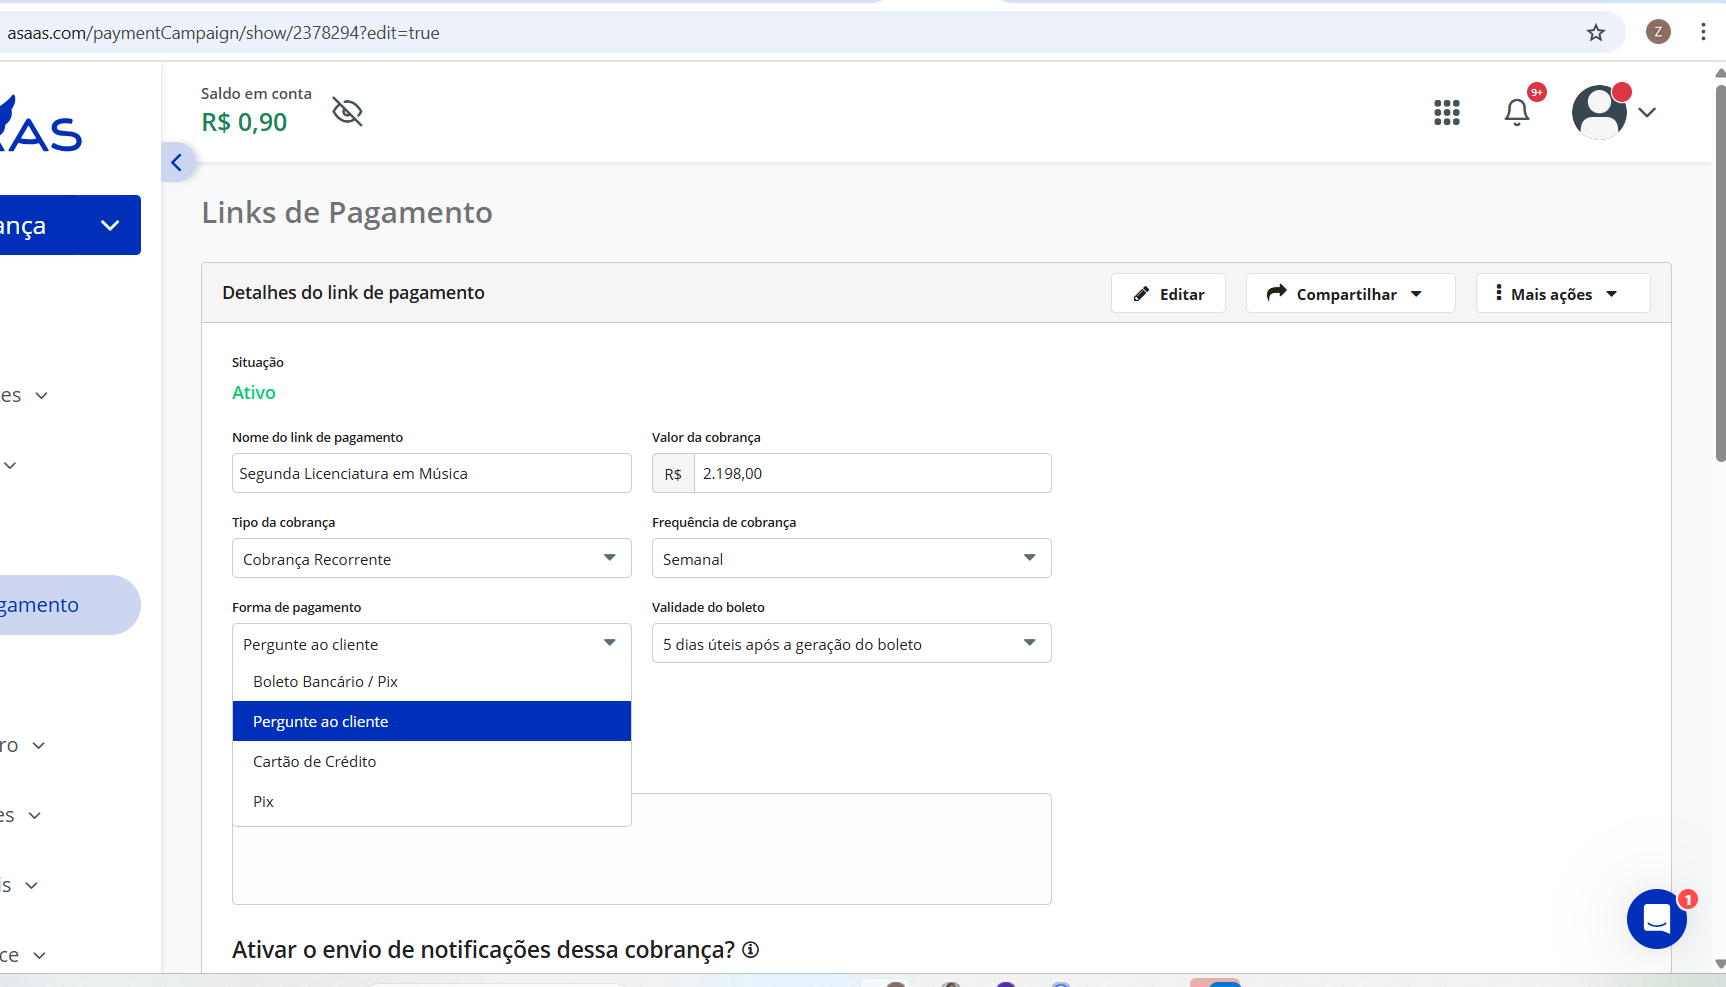 asaas.com/paymentCampaign/show/2378294?edit=true
Z
Saldo em conta
R$ 0,90
9+
AS
ança
Links de Pagamento
Detalhes do link de pagamento
Editar
Compartilhar
Mais ações
Situação
Ativo
Nome do link de pagamento
Valor da cobrança
Segunda Licenciatura em Música
R$ 2.198,00
Tipo da cobrança
Frequência de cobrança
Cobrança Recorrente
Semanal
Forma de pagamento
Validade do boleto
Pergunte ao cliente
5 dias úteis após a geração do boleto
Boleto Bancário / Pix
Pergunte ao cliente
Cartão de Crédito
Pix
Ativar o envio de notificações dessa cobrança?
es
gamento
ro
es
is
ce
1